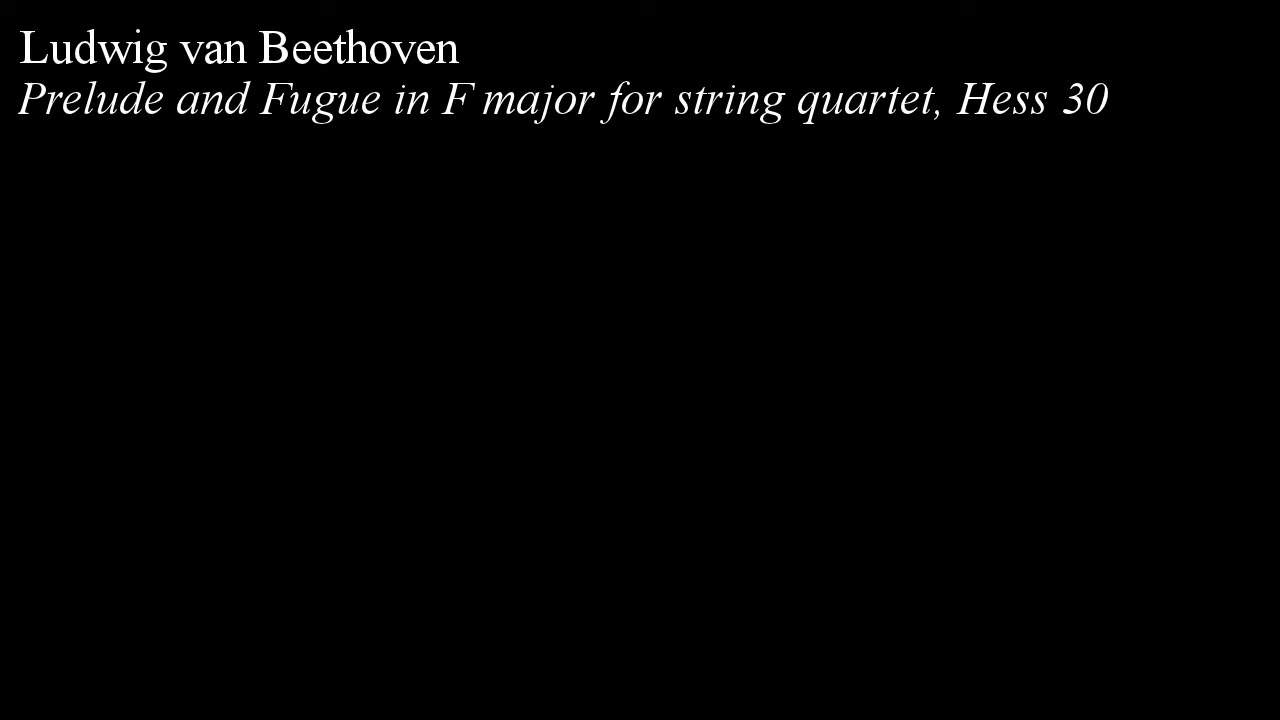 Ludwig van Beethoven
Prelude and Fugue in F major for string quartet, Hess 30